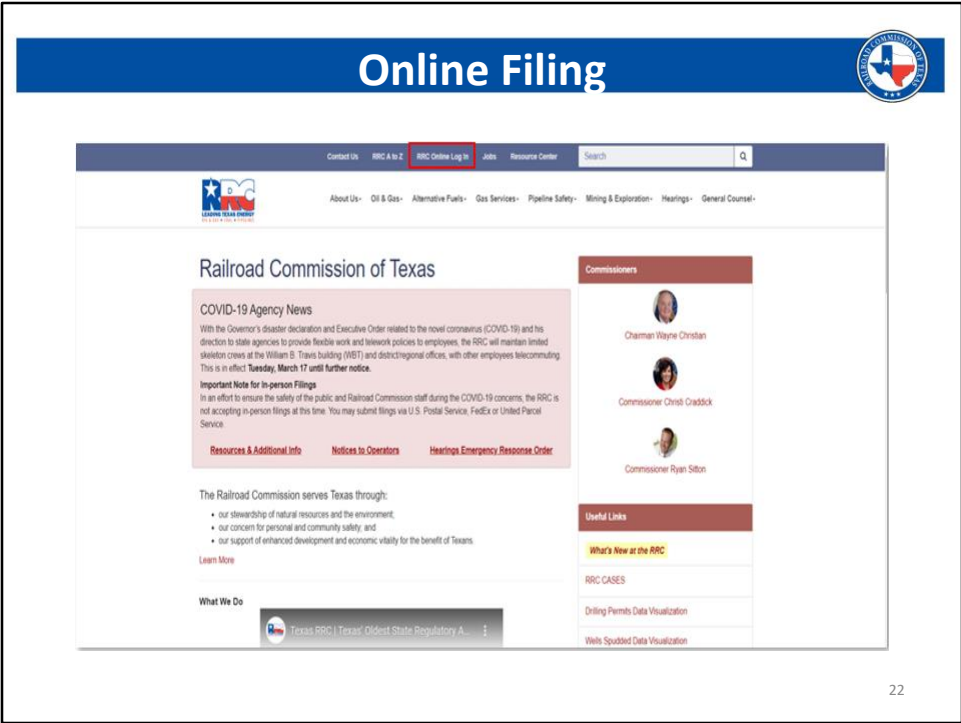 Online Filing
RAILROAD COMMISSION OF TEXAS
Contact Us RRC A to Z RRC Online Log In Jobs Resource Center Search
RRC
LEADING TEXAS ENERGY
About Us- Oil & Gas- Alternative Fuels- Gas Services- Pipeline Safety- Mining & Exploration- Hearings- General Counsel-
Railroad Commission of Texas
COVID-19 Agency News
With the Governor's disaster declaration and Executive Order related to the novel coronavirus (COVID-19) and his
direction to state agencies to provide flexible work and telework policies to employees, the RRC will maintain limited
skeleton crews at the William B. Travis building (WBT) and district/regional offices, with other employees telecommuting.
This is in effect Tuesday, March 17 until further notice.
Important Note for In-person Filings
In an effort to ensure the safety of the public and Railroad Commission staff during the COVID-19 concerns, the RRC is
not accepting in-person filings at this time. You may submit filings via U.S. Postal Service, FedEx or United Parcel
Service.
Resources & Additional Info Notices to Operators Hearings Emergency Response Order
The Railroad Commission serves Texas through:
• our stewardship of natural resources and the environment;
• our concern for personal and community safety; and
• our support of enhanced development and economic vitality for the benefit of Texans.
Learn More
What We Do
Texas RRC | Texas' Oldest State Regulatory A...
Commissioners
Chairman Wayne Christian
Commissioner Christi Craddick
Commissioner Ryan Sitton
Useful Links
What's New at the RRC
RRC CASES
Drilling Permits Data Visualization
Wells Spudded Data Visualization
22